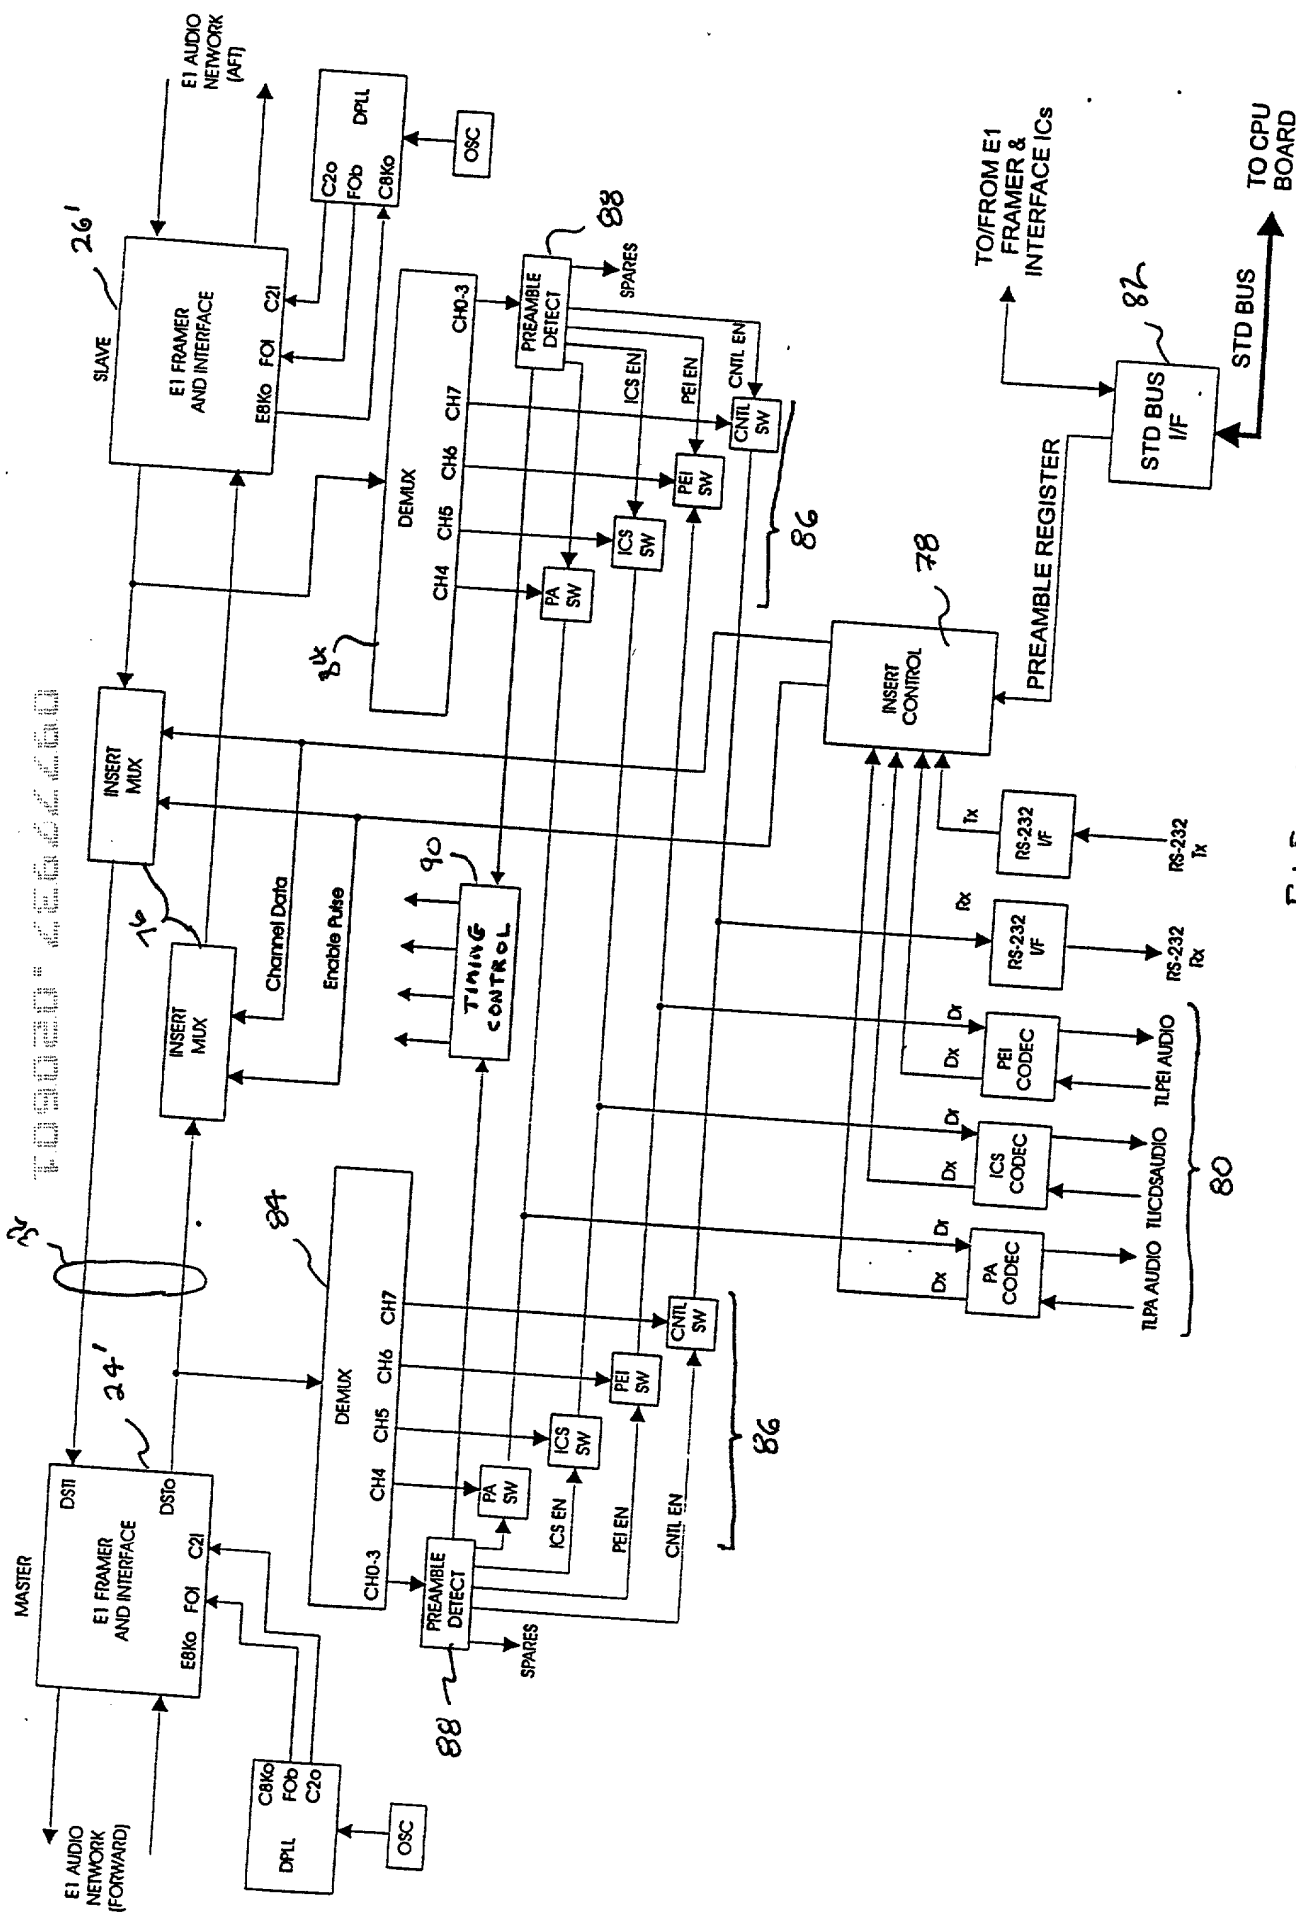 E1 AUDIO
NETWORK
(FORWARD)
MASTER
E1 FRAMER
AND INTERFACE
DSTi
DSTo
E8Ko
FOI
C2I
24'
DPLL
C8Ko
FOb
C2o
OSC
INSERT
MUX
INSERT
MUX
76
Channel Data
Enable Pulse
SLAVE
26'
E1 FRAMER
AND INTERFACE
E8Ko
FOI
C2I
E1 AUDIO
NETWORK
(AFT)
DPLL
C2o
FOb
C8Ko
OSC
84
DEMUX
CH0-3
CH4
CH5
CH6
CH7
88
PREAMBLE
DETECT
SPARES
PA
SW
ICS
SW
PEI
SW
CNTL
SW
ICS EN
PEI EN
CNTL EN
86
90
TIMING
CONTROL
DEMUX
CH4
CH5
CH6
CH7
CH0-3
PREAMBLE
DETECT
88
SPARES
PA
SW
ICS
SW
PEI
SW
CNTL
SW
ICS EN
PEI EN
CNTL EN
86
PA
CODEC
Dx
Dr
ICS
CODEC
Dx
Dr
PEI
CODEC
Dx
Dr
TLPA AUDIO
TLICDSAUDIO
TLPEI AUDIO
80
RS-232
I/F
Rx
RS-232
Rx
RS-232
I/F
Tx
RS-232
Tx
INSERT
CONTROL
78
PREAMBLE REGISTER
STD BUS
I/F
82
TO/FROM E1
FRAMER &
INTERFACE ICs
STD BUS
TO CPU
BOARD